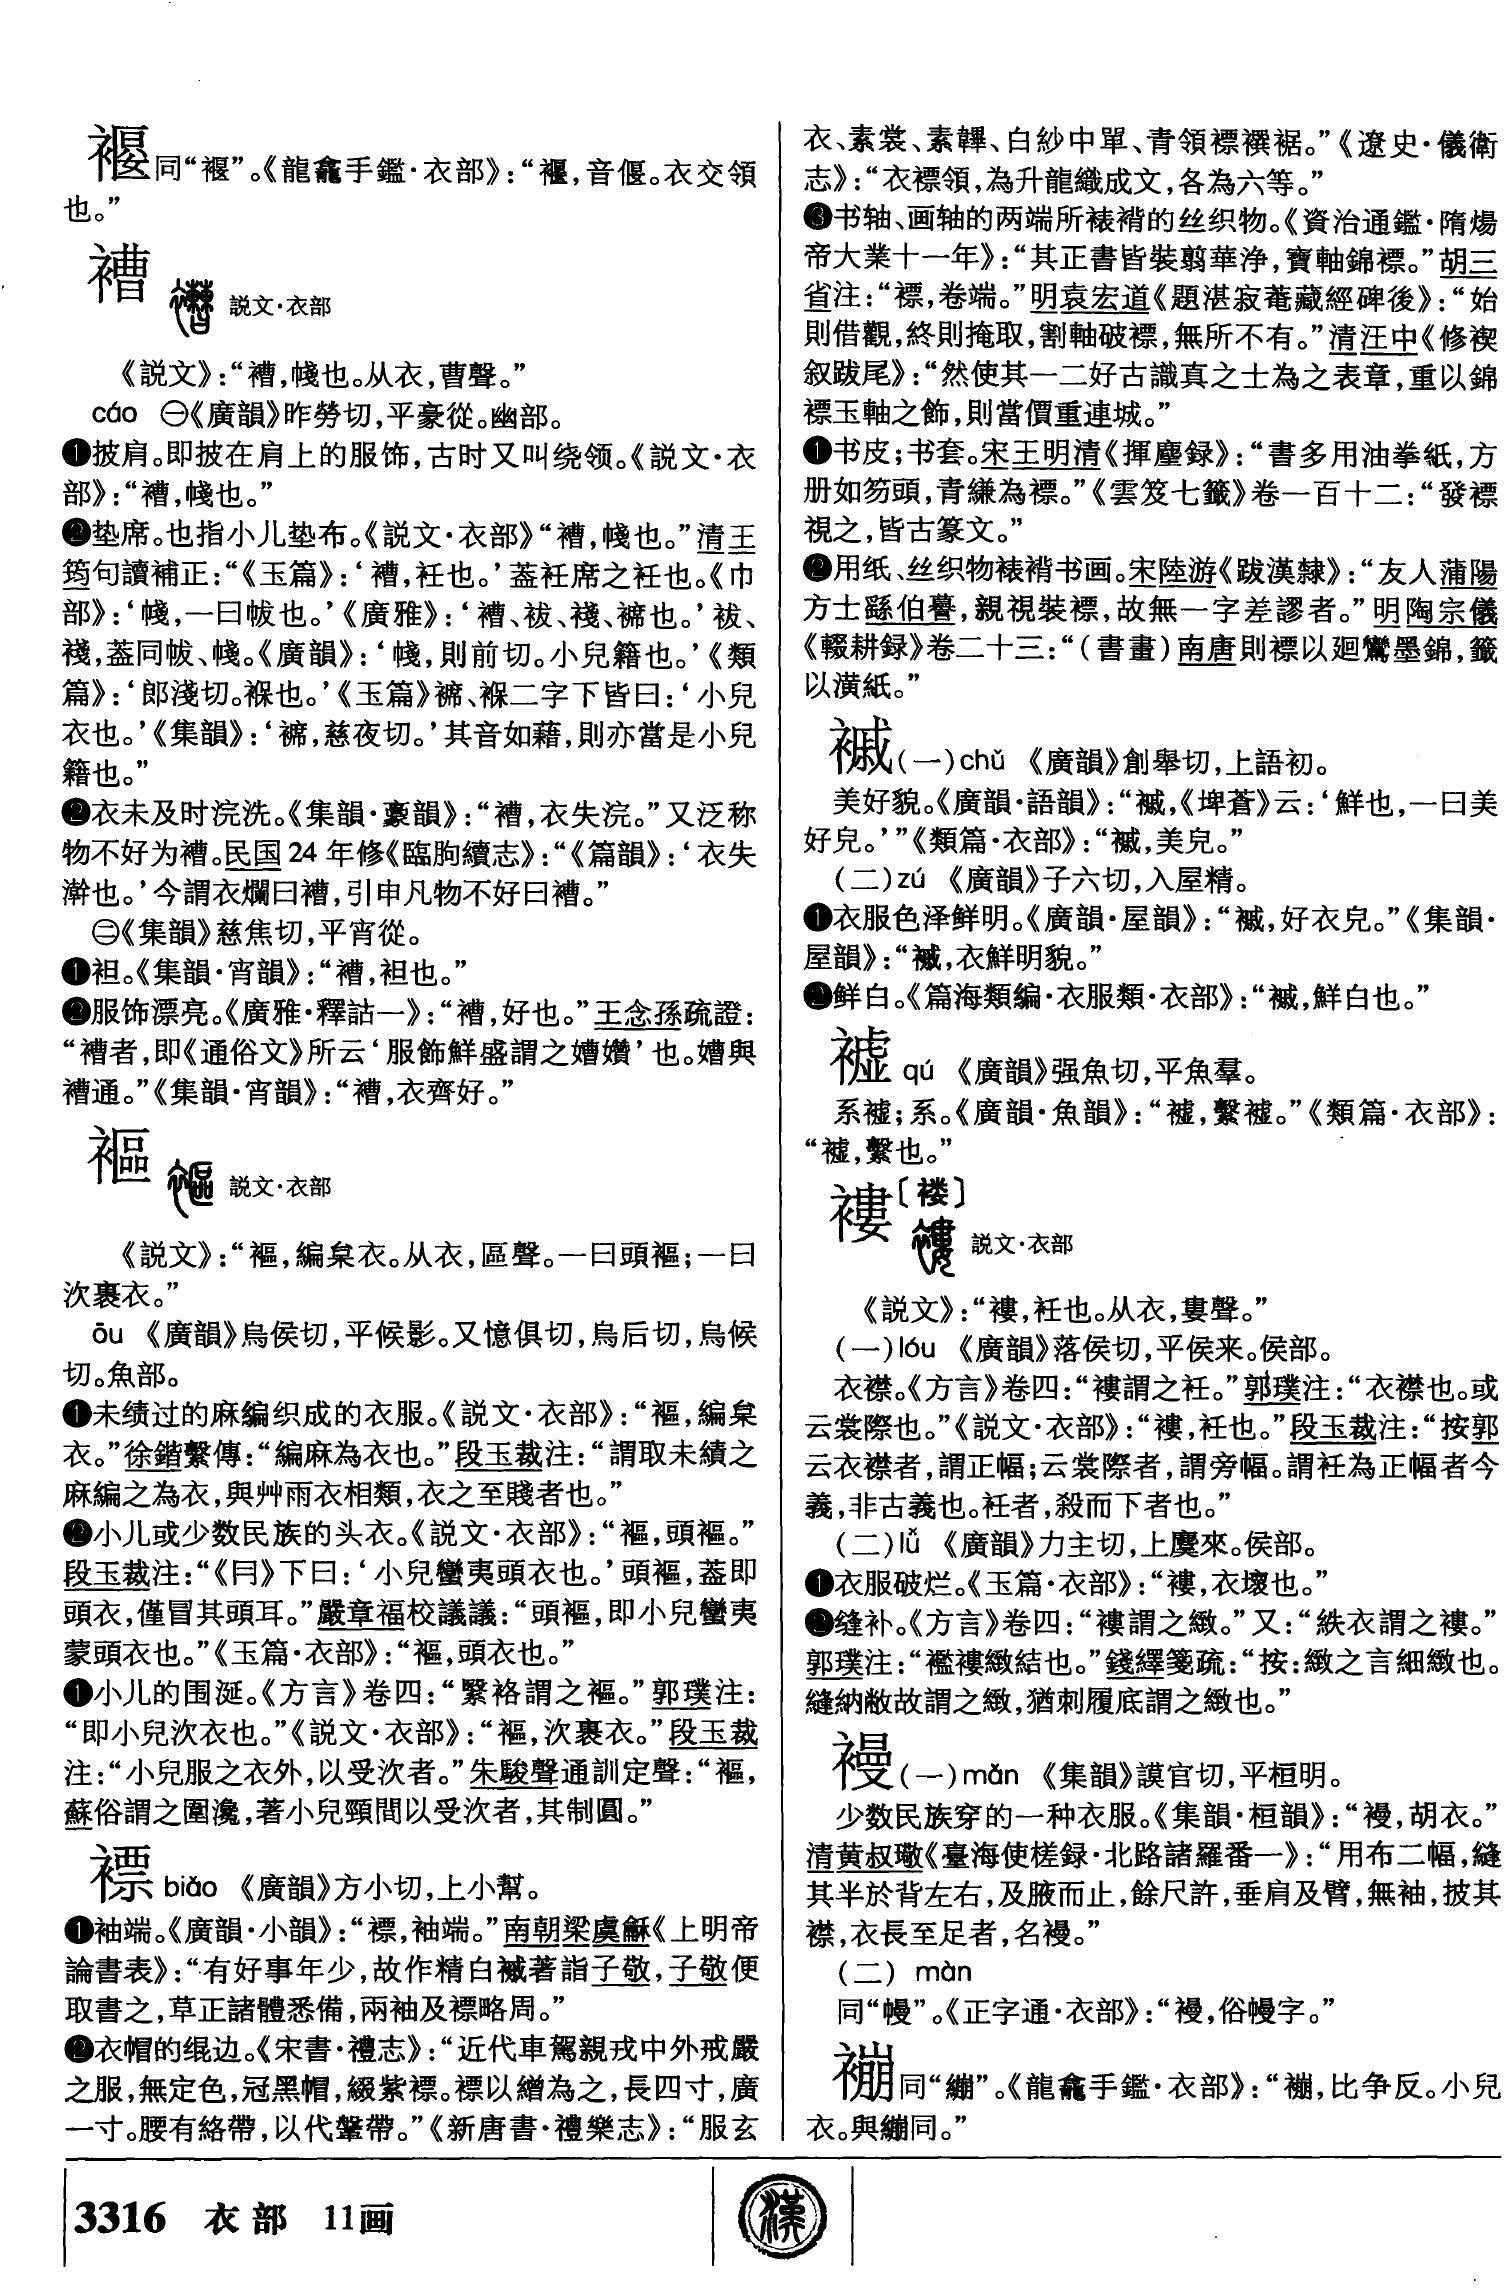 褗同“褗”。《龍龕手鑑·衣部》：“褗，音偃。衣交領
也。”
褿
説文·衣部
《説文》：“褿，帴也。从衣，曹聲。”
cáo ㊀《廣韻》昨勞切，平豪從。幽部。
❶披肩。即披在肩上的服饰，古时又叫绕领。《説文·衣
部》：“褿，帴也。”
❷垫席。也指小儿垫布。《説文·衣部》“褿，帴也。”清王
筠句讀補正：“《玉篇》：‘褿，衽也。’葢衽席之衽也。《巾
部》：‘帴，一曰帗也。’《廣雅》：‘褿、袚、襚、褯也。’袚、
襚，葢同帗、帴。《廣韻》：‘帴，則前切。小兒籍也。’《類
篇》：‘郎淺切。褓也。’《玉篇》褯、褓二字下皆曰：‘小兒
衣也。’《集韻》：‘褯，慈夜切。’其音如藉，則亦當是小兒
籍也。”
❷衣未及时浣洗。《集韻·豪韻》：“褿，衣失浣。”又泛称
物不好为褿。民国24年修《臨朐續志》：“《篇韻》：‘衣失
澣也。’今謂衣爛曰褿，引申凡物不好曰褿。”
㊁《集韻》慈焦切，平宵從。
❶袒。《集韻·宵韻》：“褿，袒也。”
❷服饰漂亮。《廣雅·釋詁一》：“褿，好也。”王念孫疏證：
“褿者，即《通俗文》所云‘服飾鮮盛謂之嶆㜺’也。嶆與
褿通。”《集韻·宵韻》：“褿，衣齊好。”
褔
説文·衣部
《説文》：“褔，編枲衣。从衣，區聲。一曰頭褔；一曰
次裹衣。”
ōu 《廣韻》烏侯切，平候影。又憶俱切，烏后切，烏候
切。魚部。
❶未绩过的麻编织成的衣服。《説文·衣部》：“褔，編枲
衣。”徐鍇繫傳：“編麻為衣也。”段玉裁注：“謂取未績之
麻編之為衣，與艸雨衣相類，衣之至賤者也。”
❷小儿或少数民族的头衣。《説文·衣部》：“褔，頭褔。”
段玉裁注：“《冃》下曰：‘小兒蠻夷頭衣也。’頭褔，葢即
頭衣，僅冒其頭耳。”嚴章福校議議：“頭褔，即小兒蠻夷
蒙頭衣也。”《玉篇·衣部》：“褔，頭衣也。”
❶小儿的围涎。《方言》卷四：“繄袼謂之褔。”郭璞注：
“即小兒次衣也。”《説文·衣部》：“褔，次裹衣。”段玉裁
注：“小兒服之衣外，以受次者。”朱駿聲通訓定聲：“褔，
蘇俗謂之圍瀺，著小兒頸間以受次者，其制圓。”
褾 biǎo 《廣韻》方小切，上小幫。
❶袖端。《廣韻·小韻》：“褾，袖端。”南朝梁虞龢《上明帝
論書表》：“有好事年少，故作精白裓著詣子敬，子敬便
取書之，草正諸體悉備，兩袖及褾略周。”
❷衣帽的绲边。《宋書·禮志》：“近代車駕親戎中外戒嚴
之服，無定色，冠黑帽，綴紫褾。褾以繒為之，長四寸，廣
一寸。腰有絡帶，以代鞶帶。”《新唐書·禮樂志》：“服玄
衣、素裳、素韠、白紗中單、青領褾襈裾。”《遼史·儀衛
志》：“衣褾領，為升龍織成文，各為六等。”
❸书轴、画轴的两端所裱褙的丝织物。《資治通鑑·隋煬
帝大業十一年》：“其正書皆裝翦華浄，寶軸錦褾。”胡三
省注：“褾，卷端。”明袁宏道《題湛寂菴藏經碑後》：“始
則借觀，終則掩取，割軸破褾，無所不有。”清汪中《修禊
叙跋尾》：“然使其一二好古識真之士為之表章，重以錦
褾玉軸之飾，則當價重連城。”
❶书皮；书套。宋王明清《揮麈録》：“書多用油拳紙，方
册如笏頭，青縑為褾。”《雲笈七籤》卷一百十二：“發褾
視之，皆古篆文。”
❷用纸、丝织物裱褙书画。宋陸游《跋漢隸》：“友人蒲陽
方士繇伯謩，親視裝褾，故無一字差謬者。”明陶宗儀
《輟耕録》卷二十三：“（書畫）南唐則褾以廻鸞墨錦，籤
以潢紙。”
䙘（一）chǔ 《廣韻》創舉切，上語初。
美好貌。《廣韻·語韻》：“䙘，《埤蒼》云：‘鮮也，一曰美
好皃。’”《類篇·衣部》：“䙘，美皃。”
（二）zú 《廣韻》子六切，入屋精。
❶衣服色泽鲜明。《廣韻·屋韻》：“䙘，好衣皃。”《集韻·
屋韻》：“䙘，衣鮮明貌。”
❷鲜白。《篇海類編·衣服類·衣部》：“䙘，鮮白也。”
䙖 qú 《廣韻》强魚切，平魚羣。
系䙖；系。《廣韻·魚韻》：“䙖，繫䙖。”《類篇·衣部》：
“䙖，繫也。”
褸〔褛〕
説文·衣部
《説文》：“褸，衽也。从衣，婁聲。”
（一）lóu 《廣韻》落侯切，平侯来。侯部。
衣襟。《方言》卷四：“褸謂之衽。”郭璞注：“衣襟也。或
云裳際也。”《説文·衣部》：“褸，衽也。”段玉裁注：“按郭
云衣襟者，謂正幅；云裳際者，謂旁幅。謂衽為正幅者今
義，非古義也。衽者，殺而下者也。”
（二）lǚ 《廣韻》力主切，上麌來。侯部。
❶衣服破烂。《玉篇·衣部》：“褸，衣壞也。”
❷缝补。《方言》卷四：“褸謂之緻。”又：“紩衣謂之褸。”
郭璞注：“襤褸緻結也。”錢繹箋疏：“按：緻之言細緻也。
縫納敝故謂之緻，猶刺履底謂之緻也。”
䙢（一）mǎn 《集韻》謨官切，平桓明。
少数民族穿的一种衣服。《集韻·桓韻》：“䙢，胡衣。”
清黄叔璥《臺海使槎録·北路諸羅番一》：“用布二幅，縫
其半於背左右，及腋而止，餘尺許，垂肩及臂，無袖，披其
襟，衣長至足者，名䙢。”
（二） màn
同“幔”。《正字通·衣部》：“䙢，俗幔字。”
𧝁同“繃”。《龍龕手鑑·衣部》：“𧝁，比争反。小兒
衣。與繃同。”
3316 衣部 11画
漢